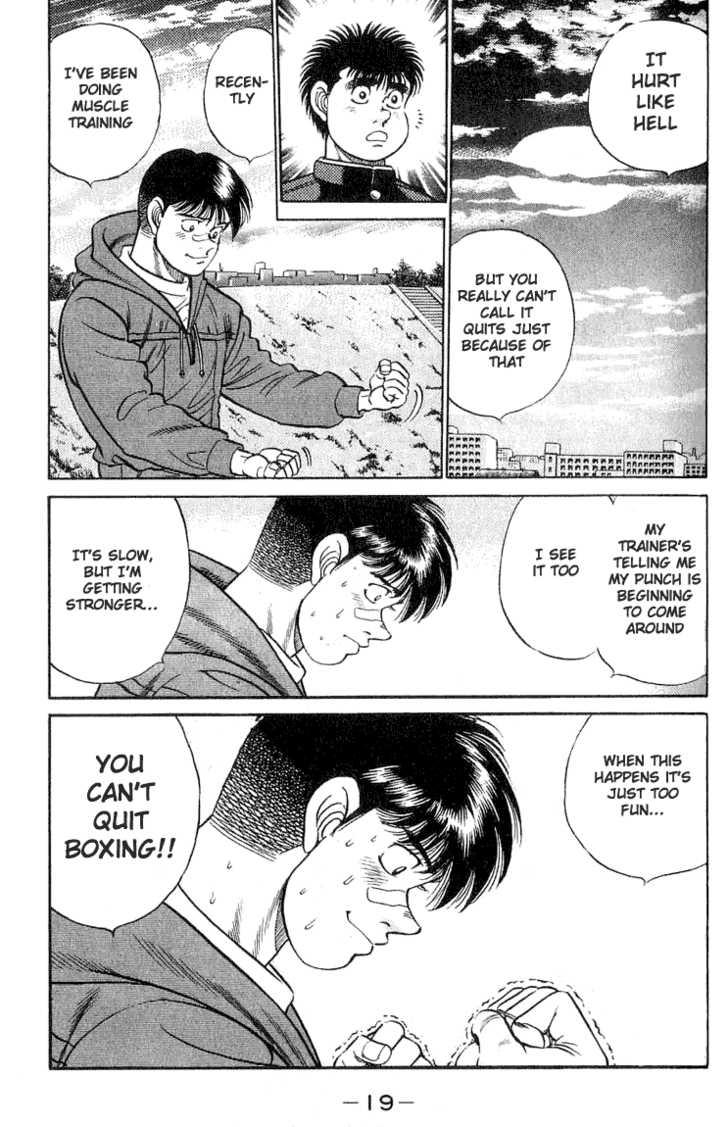 IT
HURT
LIKE
HELL
BUT YOU
REALLY CAN'T
CALL IT
QUITS JUST
BECAUSE OF
THAT
RECEN-
TLY
I'VE BEEN
DOING
MUSCLE
TRAINING
MY
TRAINER'S
TELLING ME
MY PUNCH IS
BEGINNING
TO COME
AROUND
I SEE
IT TOO
IT'S SLOW,
BUT I'M
GETTING
STRONGER...
WHEN THIS
HAPPENS IT'S
JUST TOO
FUN...
YOU
CAN'T
QUIT
BOXING!!
—19—